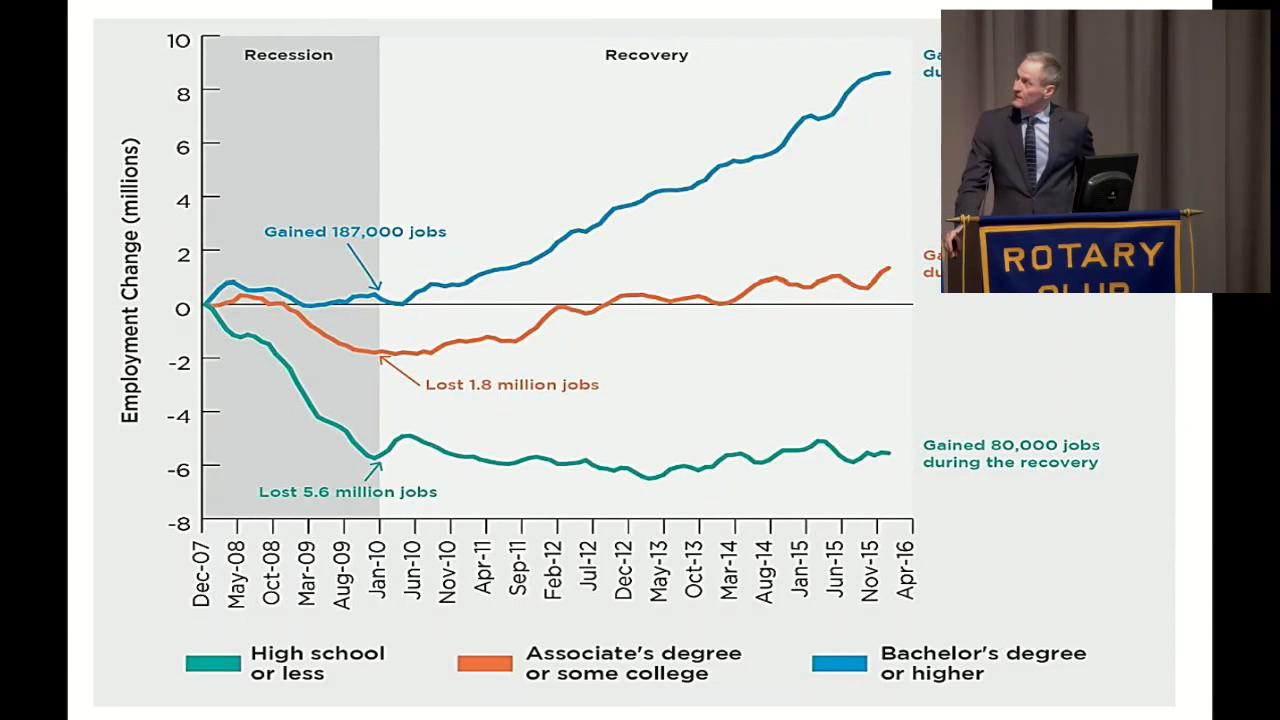 10
8
6
4
2
0
-2
-4
-6
-8
Employment Change (millions)
Recession
Recovery
Gained 187,000 jobs
Lost 1.8 million jobs
Lost 5.6 million jobs
Ga
du
Ga
du
Gained 80,000 jobs
during the recovery
ROTARY
CLUB
Dec-07
May-08
Oct-08
Mar-09
Aug-09
Jan-10
Jun-10
Nov-10
Apr-11
Sep-11
Feb-12
Jul-12
Dec-12
May-13
Oct-13
Mar-14
Aug-14
Jan-15
Jun-15
Nov-15
Apr-16
High school
or less
Associate's degree
or some college
Bachelor's degree
or higher